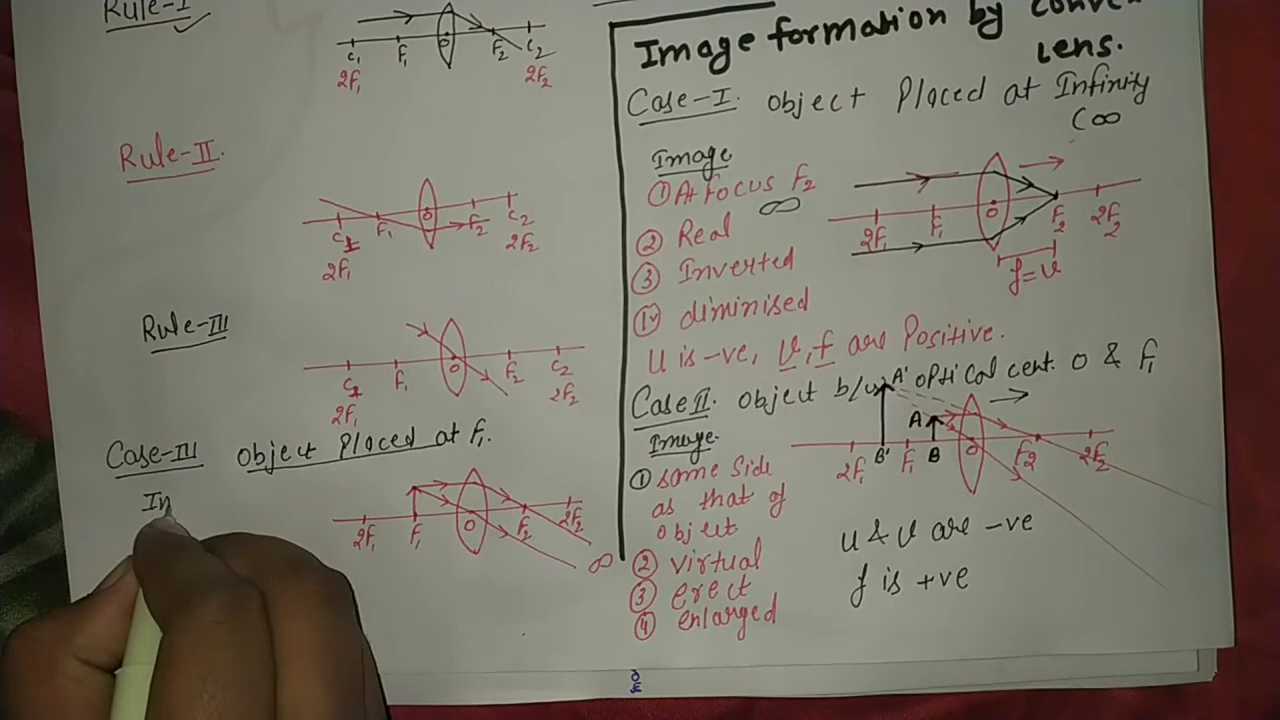 Rule-I
C₁ F₁ O F₂ C₂
2F₁ 2F₂
Rule-II.
C₁ F₁ O F₂ C₂
2F₁ 2F₂
Rule-III
C₁ F₁ O F₂ C₂
2F₁ 2F₂
Case-III object Placed at F₁.
In
2F₁ F₁ O F₂ 2F₂
∞
Image formation by Conve
lens.
Case-I. object Placed at Infinity
(∞
Image
① At Focus F₂
∞
② Real
③ Inverted
④ diminised
2F₁ F₁ O F₂ 2F₂
f=v
u is -ve, v, f are Positive.
Case II. object b/w optical cent. O & F₁
Image.
① some side
as that of
object
② virtual
③ erect
④ enlarged
A' A
2F₁ B' F₁ B O F₂ 2F₂
u & v are -ve
f is +ve